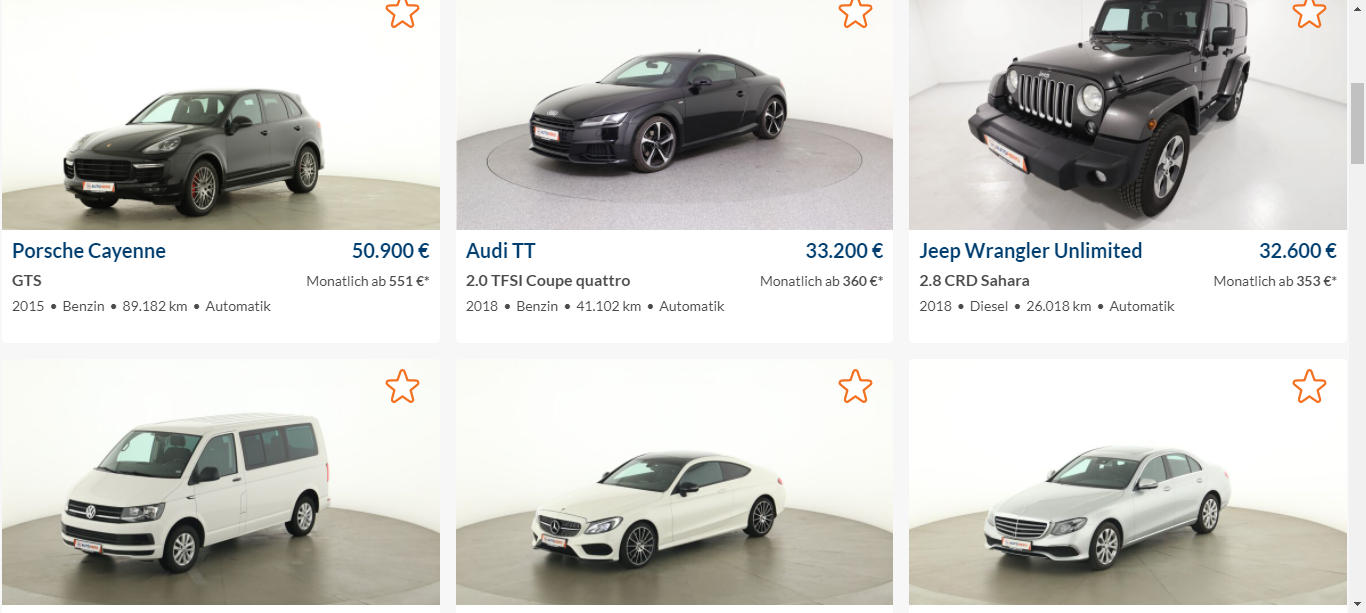 Porsche Cayenne 50.900 €
GTS Monatlich ab 551 €*
2015 • Benzin • 89.182 km • Automatik
Audi TT 33.200 €
2.0 TFSI Coupe quattro Monatlich ab 360 €*
2018 • Benzin • 41.102 km • Automatik
Jeep Wrangler Unlimited 32.600 €
2.8 CRD Sahara Monatlich ab 353 €*
2018 • Diesel • 26.018 km • Automatik